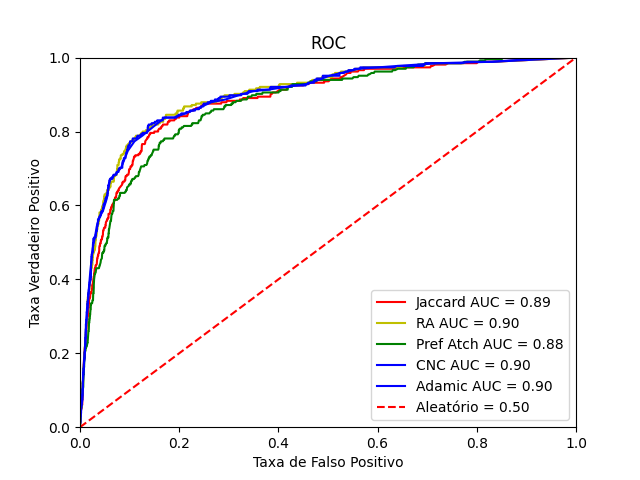 ROC
1.0
0.8
0.6
0.4
0.2
0.0
Taxa Verdadeiro Positivo
Jaccard AUC = 0.89
RA AUC = 0.90
Pref Atch AUC = 0.88
CNC AUC = 0.90
Adamic AUC = 0.90
Aleatório = 0.50
0.0 0.2 0.4 0.6 0.8 1.0
Taxa de Falso Positivo